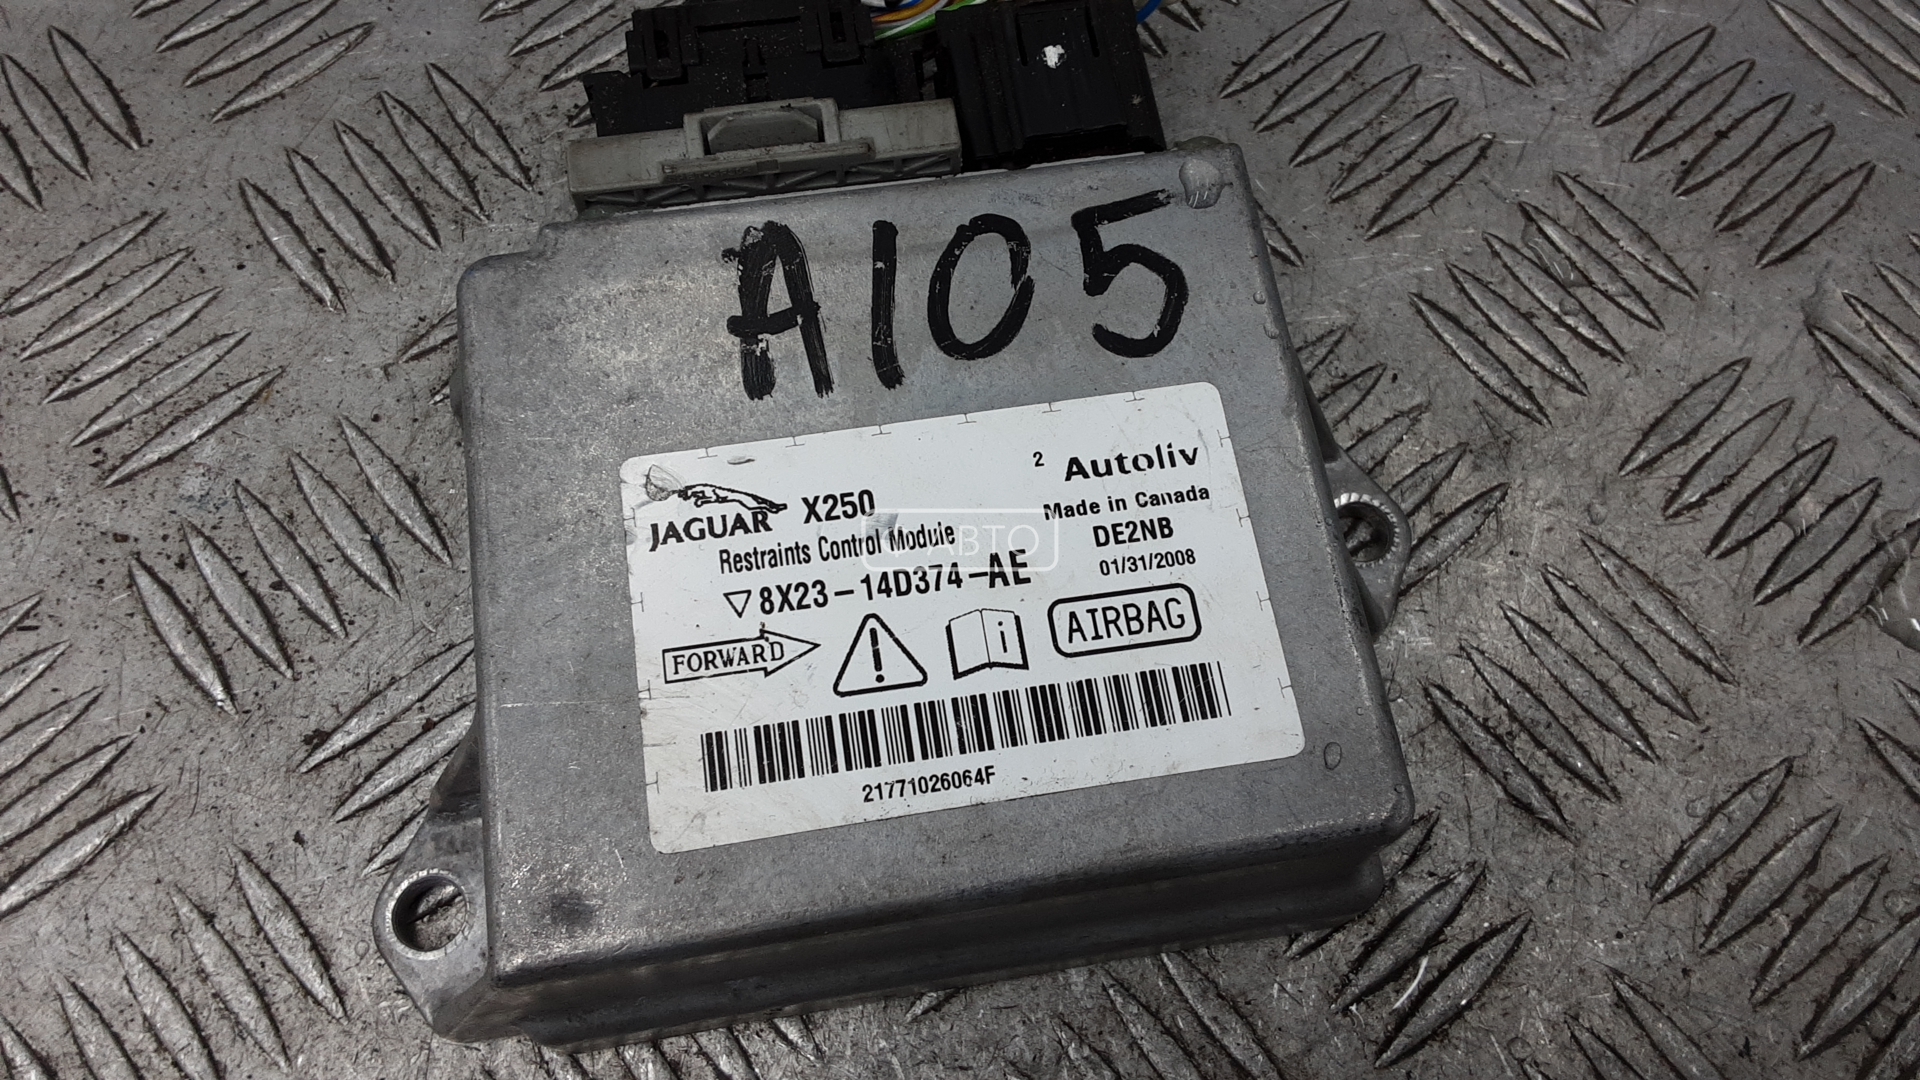 A105
2 Autoliv
JAGUAR X250
Made in Canada
Restraints Control Module
АВТО
DE2NB
8X23-14D374-AE
01/31/2008
FORWARD
i
AIRBAG
21771026064F